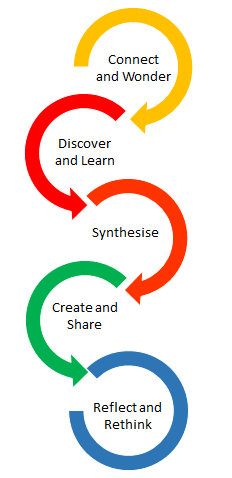 Connect
and Wonder
Discover
and Learn
Synthesise
Create and
Share
Reflect and
Rethink